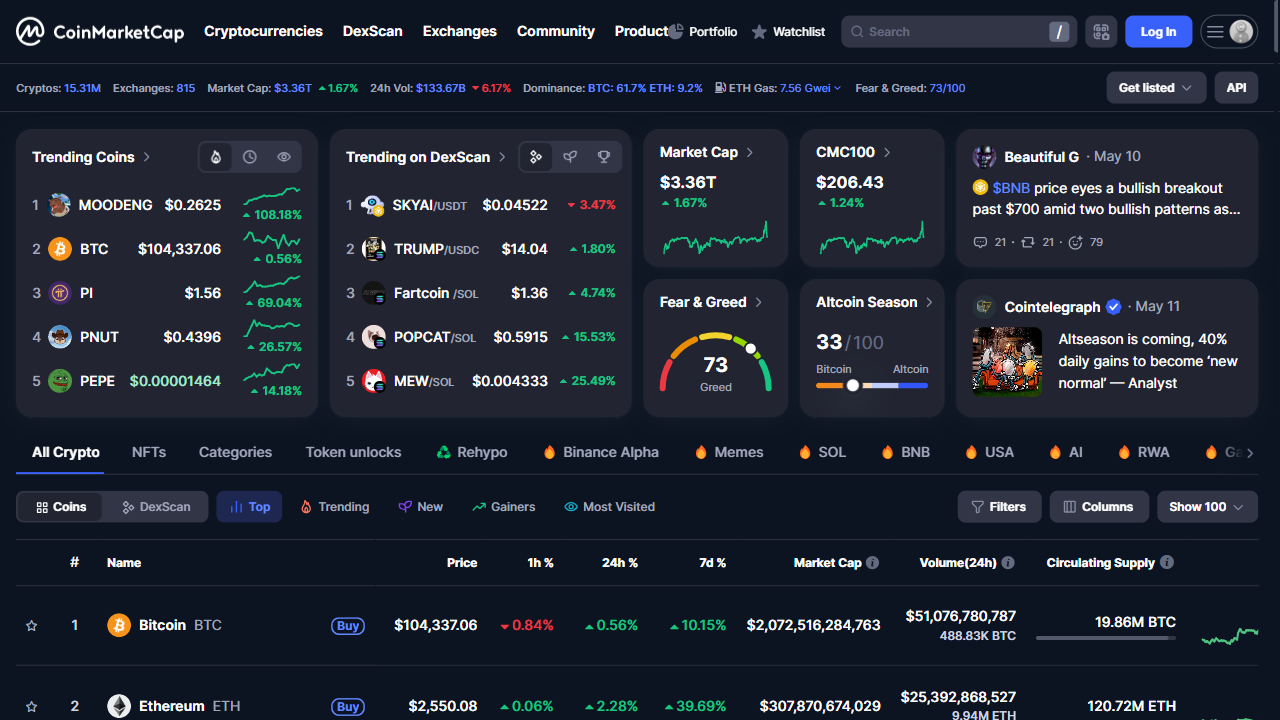 CoinMarketCap Cryptocurrencies DexScan Exchanges Community Product Portfolio Watchlist Search / Log In
Cryptos: 15.31M Exchanges: 815 Market Cap: $3.36T 1.67% 24h Vol: $133.67B 6.17% Dominance: BTC: 61.7% ETH: 9.2% ETH Gas: 7.56 Gwei Fear & Greed: 73/100 Get listed API
Trending Coins
1 MOODENG $0.2625 108.18%
2 BTC $104,337.06 0.56%
3 PI $1.56 69.04%
4 PNUT $0.4396 26.57%
5 PEPE $0.00001464 14.18%
Trending on DexScan
1 SKYAI/USDT $0.04522 3.47%
2 TRUMP/USDC $14.04 1.80%
3 Fartcoin /SOL $1.36 4.74%
4 POPCAT/SOL $0.5915 15.53%
5 MEW/SOL $0.004333 25.49%
Market Cap
$3.36T
1.67%
CMC100
$206.43
1.24%
Fear & Greed
73
Greed
Altcoin Season
33/100
Bitcoin Altcoin
Beautiful G · May 10
$BNB price eyes a bullish breakout
past $700 amid two bullish patterns as...
21 · 21 · 79
Cointelegraph · May 11
Altseason is coming, 40%
daily gains to become ‘new
normal’ — Analyst
All Crypto NFTs Categories Token unlocks Rehypo Binance Alpha Memes SOL BNB USA AI RWA Ga
Coins DexScan Top Trending New Gainers Most Visited Filters Columns Show 100
# Name Price 1h % 24h % 7d % Market Cap Volume(24h) Circulating Supply
1 Bitcoin BTC Buy $104,337.06 0.84% 0.56% 10.15% $2,072,516,284,763 $51,076,780,787 19.86M BTC
488.83K BTC
2 Ethereum ETH Buy $2,550.08 0.06% 2.28% 39.69% $307,870,674,029 $25,392,868,527 120.72M ETH
9.94M ETH